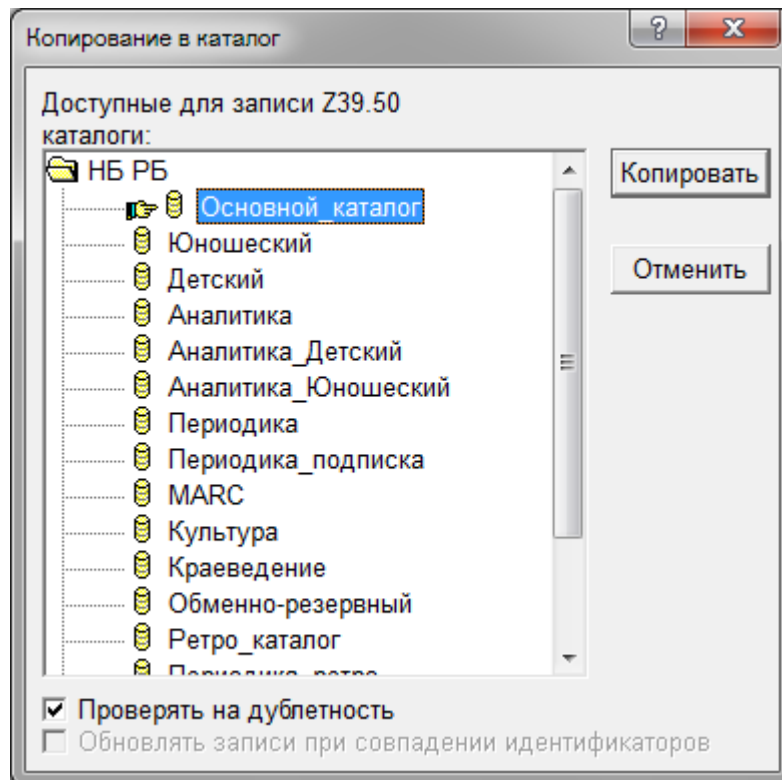 Копирование в каталог
Доступные для записи Z39.50
каталоги:
НБ РБ
Основной_каталог
Юношеский
Детский
Аналитика
Аналитика_Детский
Аналитика_Юношеский
Периодика
Периодика_подписка
MARC
Культура
Краеведение
Обменно-резервный
Ретро_каталог
Периодика_ретро
Копировать
Отменить
Проверять на дублетность
Обновлять записи при совпадении идентификаторов